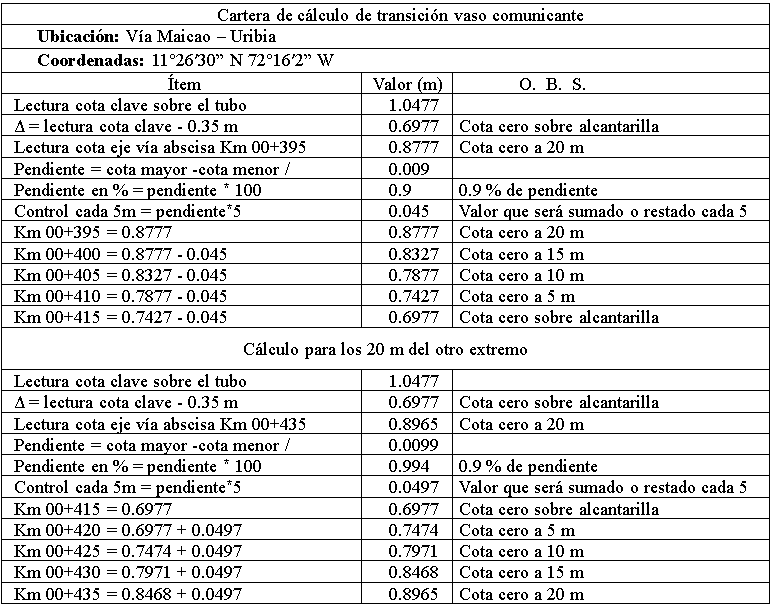 Cartera de cálculo de transición vaso comunicante
Ubicación: Vía Maicao – Uribia
Coordenadas: 11°26′30” N 72°16′2” W
Ítem Valor (m) O. B. S.
Lectura cota clave sobre el tubo 1.0477
Δ = lectura cota clave - 0.35 m 0.6977 Cota cero sobre alcantarilla
Lectura cota eje vía abscisa Km 00+395 0.8777 Cota cero a 20 m
Pendiente = cota mayor -cota menor / 0.009
Pendiente en % = pendiente * 100 0.9 0.9 % de pendiente
Control cada 5m = pendiente*5 0.045 Valor que será sumado o restado cada 5
Km 00+395 = 0.8777 0.8777 Cota cero a 20 m
Km 00+400 = 0.8777 - 0.045 0.8327 Cota cero a 15 m
Km 00+405 = 0.8327 - 0.045 0.7877 Cota cero a 10 m
Km 00+410 = 0.7877 - 0.045 0.7427 Cota cero a 5 m
Km 00+415 = 0.7427 - 0.045 0.6977 Cota cero sobre alcantarilla
Cálculo para los 20 m del otro extremo
Lectura cota clave sobre el tubo 1.0477
Δ = lectura cota clave - 0.35 m 0.6977 Cota cero sobre alcantarilla
Lectura cota eje vía abscisa Km 00+435 0.8965 Cota cero a 20 m
Pendiente = cota mayor -cota menor / 0.0099
Pendiente en % = pendiente * 100 0.994 0.9 % de pendiente
Control cada 5m = pendiente*5 0.0497 Valor que será sumado o restado cada 5
Km 00+415 = 0.6977 0.6977 Cota cero sobre alcantarilla
Km 00+420 = 0.6977 + 0.0497 0.7474 Cota cero a 5 m
Km 00+425 = 0.7474 + 0.0497 0.7971 Cota cero a 10 m
Km 00+430 = 0.7971 + 0.0497 0.8468 Cota cero a 15 m
Km 00+435 = 0.8468 + 0.0497 0.8965 Cota cero a 20 m